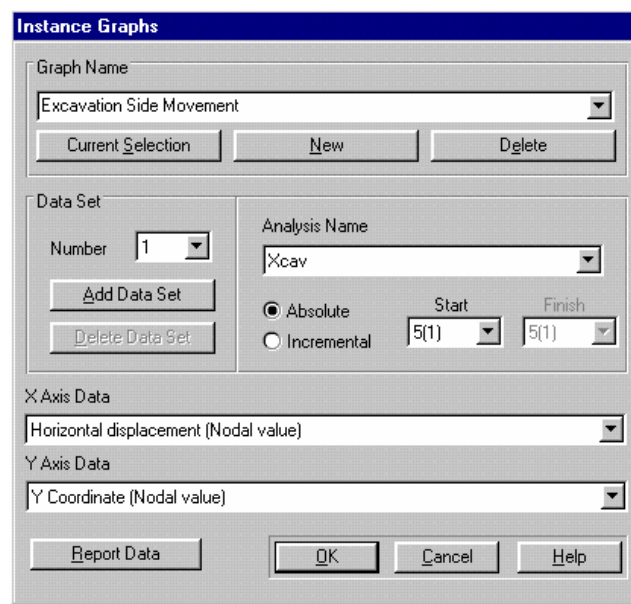 Instance Graphs
Graph Name
Excavation Side Movement
Current Selection New Delete
Data Set
Number 1
Add Data Set
Delete Data Set
Analysis Name
Xcav
Absolute
Incremental
Start Finish
5(1) 5(1)
X Axis Data
Horizontal displacement (Nodal value)
Y Axis Data
Y Coordinate (Nodal value)
Report Data OK Cancel Help